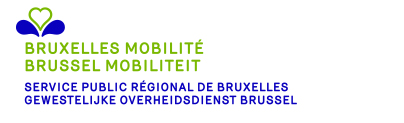 BRUXELLES MOBILITÉ
BRUSSEL MOBILITEIT
SERVICE PUBLIC RÉGIONAL DE BRUXELLES
GEWESTELIJKE OVERHEIDSDIENST BRUSSEL